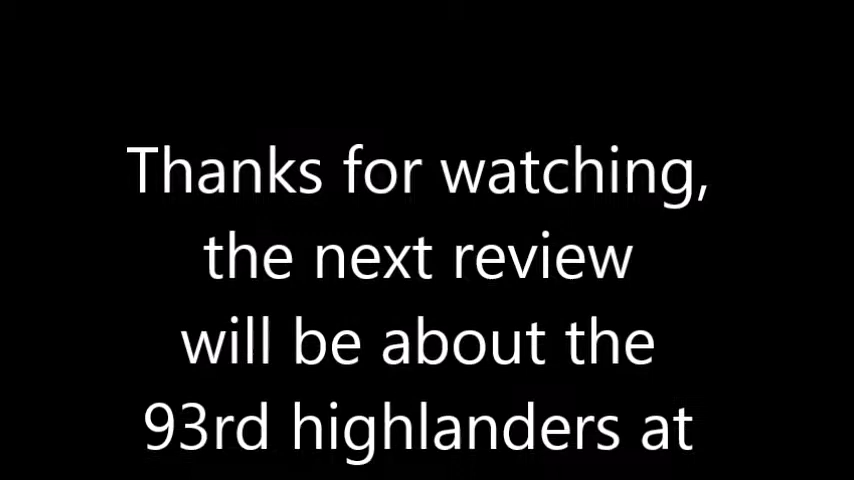 Thanks for watching,
the next review
will be about the
93rd highlanders at